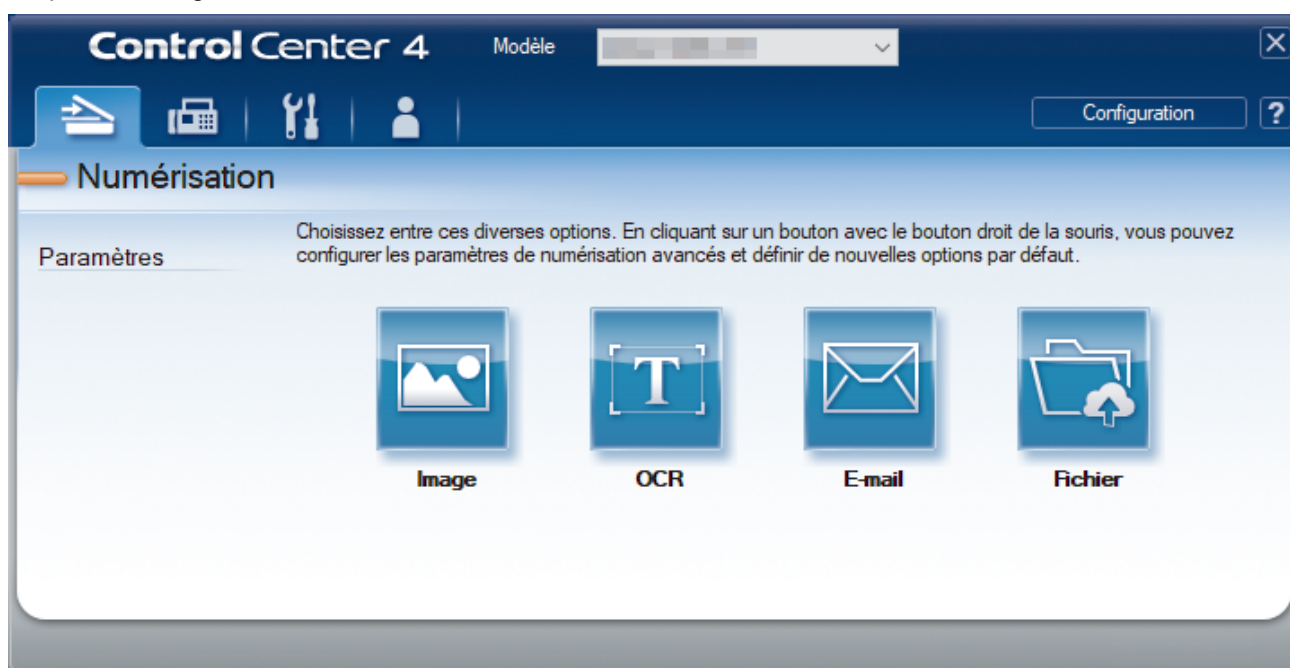 Control Center 4
Modèle
Configuration
?
Numérisation
Paramètres
Choisissez entre ces diverses options. En cliquant sur un bouton avec le bouton droit de la souris, vous pouvez
configurer les paramètres de numérisation avancés et définir de nouvelles options par défaut.
T
Image
OCR
E-mail
Fichier